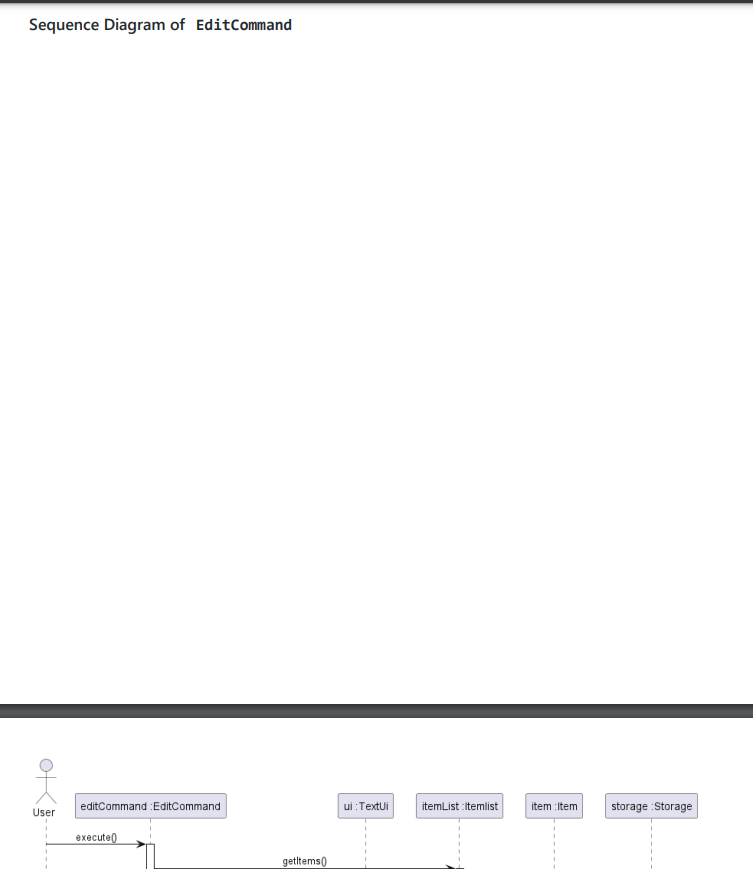 Sequence Diagram of EditCommand
User
editCommand :EditCommand
ui :TextUi
itemList :Itemlist
item :Item
storage :Storage
execute()
getItems()